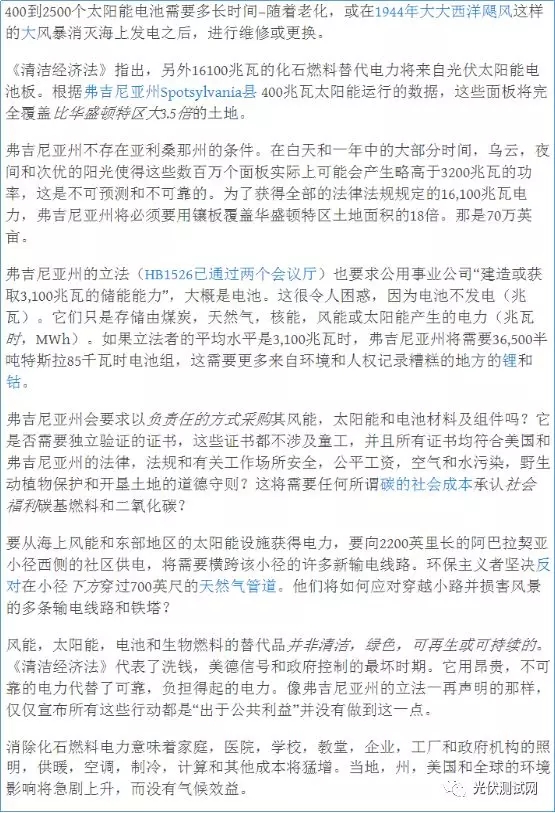 400到2500个太阳能电池需要多长时间–随着老化，或在1944年大大西洋飓风这样
的大风暴消灭海上发电之后，进行维修或更换。
《清洁经济法》指出，另外16100兆瓦的化石燃料替代电力将来自光伏太阳能电
池板。根据弗吉尼亚州Spotsylvania县 400兆瓦太阳能运行的数据，这些面板将完
全覆盖比华盛顿特区大3.5倍的土地。
弗吉尼亚州不存在亚利桑那州的条件。在白天和一年中的大部分时间，乌云，夜
间和次优的阳光使得这些数百万个面板实际上可能会产生略高于3200兆瓦的功
率，这是不可预测和不可靠的。为了获得全部的法律法规规定的16,100兆瓦电
力，弗吉尼亚州将必须要用镶板覆盖华盛顿特区土地面积的18倍。那是70万英
亩。
弗吉尼亚州的立法（HB1526已通过两个会议厅）也要求公用事业公司“建造或获
取3,100兆瓦的储能能力”，大概是电池。这很令人困惑，因为电池不发电（兆
瓦）。它们只是存储由煤炭，天然气，核能，风能或太阳能产生的电力（兆瓦
时，MWh）。如果立法者的平均水平是3,100兆瓦时，弗吉尼亚州将需要36,500半
吨特斯拉85千瓦时电池组，这需要更多来自环境和人权记录糟糕的地方的锂和
钴。
弗吉尼亚州会要求以负责任的方式采购其风能，太阳能和电池材料及组件吗？它
是否需要独立验证的证书，这些证书都不涉及童工，并且所有证书均符合美国和
弗吉尼亚州的法律，法规和有关工作场所安全，公平工资，空气和水污染，野生
动植物保护和开垦土地的道德守则？这将需要任何所谓碳的社会成本承认社会
福利碳基燃料和二氧化碳？
要从海上风能和东部地区的太阳能设施获得电力，要向2200英里长的阿巴拉契亚
小径西侧的社区供电，将需要横跨该小径的许多新输电线路。环保主义者坚决反
对在小径下方穿过700英尺的天然气管道。他们将如何应对穿越小路并损害风景
的多条输电线路和铁塔？
风能，太阳能，电池和生物燃料的替代品并非清洁，绿色，可再生或可持续的。
《清洁经济法》代表了洗钱，美德信号和政府控制的最坏时期。它用昂贵，不可
靠的电力代替了可靠，负担得起的电力。像弗吉尼亚州的立法一再声明的那样，
仅仅宣布所有这些行动都是“出于公共利益”并没有做到这一点。
消除化石燃料电力意味着家庭，医院，学校，教堂，企业，工厂和政府机构的照
明，供暖，空调，制冷，计算和其他成本将猛增。当地，州，美国和全球的环境
影响将急剧上升，而没有气候效益。
光伏测试网